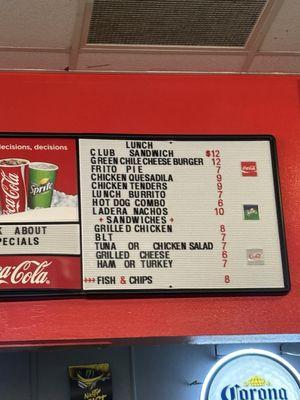 decisions, decisions
Coca-Cola
Sprite
K ABOUT
PECIALS
Coca-Cola
LUNCH
CLUB SANDWICH $12
GREEN CHILE CHEESE BURGER 12
FRITO PIE 7
CHICKEN QUESADILLA 9
CHICKEN TENDERS 9
LUNCH BURRITO 7
HOT DOG COMBO 6
LADERA NACHOS 10
+ SANDWICHES +
GRILLED CHICKEN 8
BLT 7
TUNA OR CHICKEN SALAD 7
GRILLED CHEESE 6
HAM OR TURKEY 7
+++ FISH & CHIPS 8
Corona